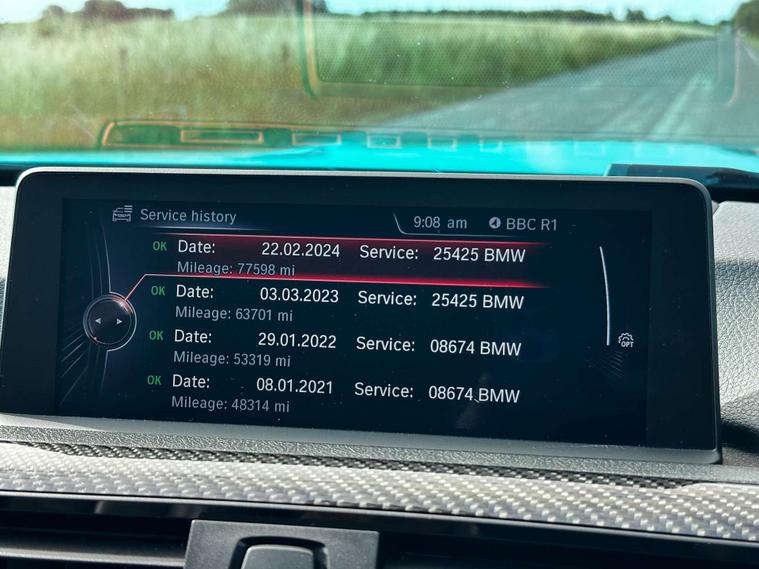 Service history
9:08 am
BBC R1
OK Date: 22.02.2024 Service: 25425 BMW
Mileage: 77598 mi
OK Date: 03.03.2023 Service: 25425 BMW
Mileage: 63701 mi
OK Date: 29.01.2022 Service: 08674 BMW
Mileage: 53319 mi
OK Date: 08.01.2021 Service: 08674 BMW
Mileage: 48314 mi
OPT